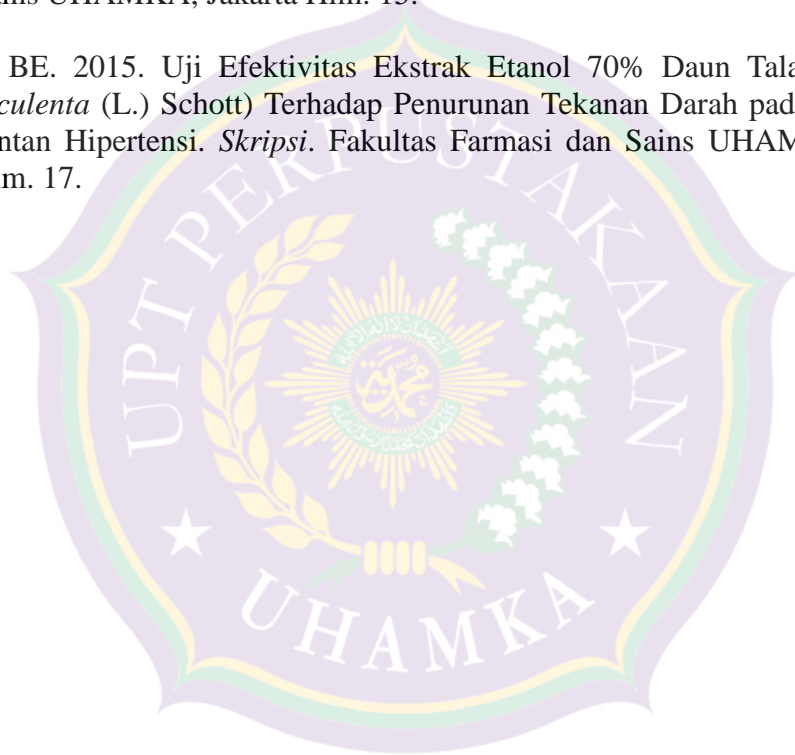 ains UHAMKA, Jakarta Hlm. 15.
BE. 2015. Uji Efektivitas Ekstrak Etanol 70% Daun Tala
culenta (L.) Schott) Terhadap Penurunan Tekanan Darah pad
ntan Hipertensi. Skripsi. Fakultas Farmasi dan Sains UHAM
m. 17.
UPT PERPUSTAKAAN
محمدية
UHAMKA